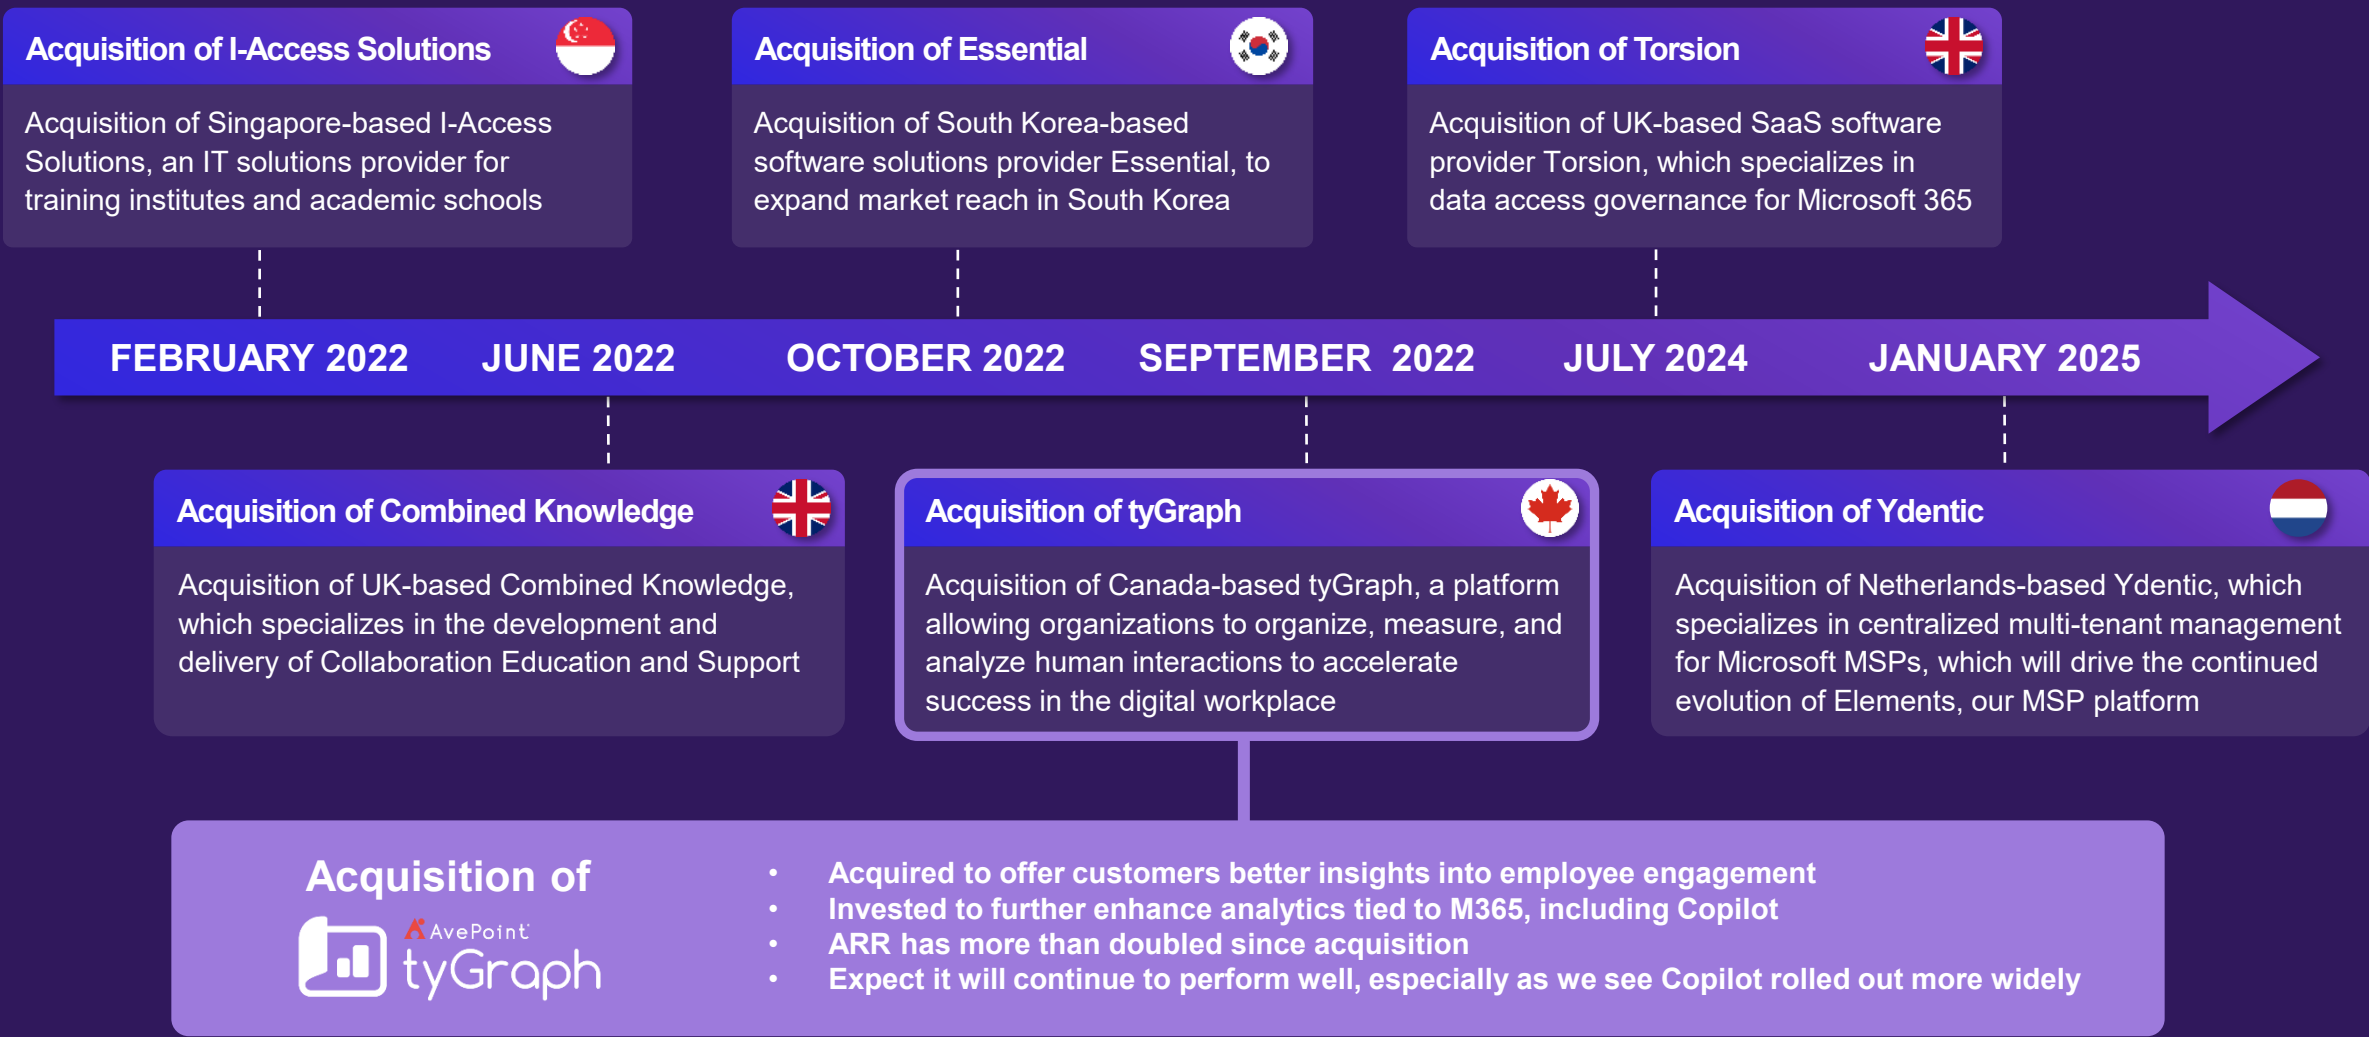 Acquisition of I-Access Solutions
Acquisition of Singapore-based I-Access
Solutions, an IT solutions provider for
training institutes and academic schools
Acquisition of Essential
Acquisition of South Korea-based
software solutions provider Essential, to
expand market reach in South Korea
Acquisition of Torsion
Acquisition of UK-based SaaS software
provider Torsion, which specializes in
data access governance for Microsoft 365
FEBRUARY 2022 JUNE 2022 OCTOBER 2022 SEPTEMBER 2022 JULY 2024 JANUARY 2025
Acquisition of Combined Knowledge
Acquisition of UK-based Combined Knowledge,
which specializes in the development and
delivery of Collaboration Education and Support
Acquisition of tyGraph
Acquisition of Canada-based tyGraph, a platform
allowing organizations to organize, measure, and
analyze human interactions to accelerate
success in the digital workplace
Acquisition of Ydentic
Acquisition of Netherlands-based Ydentic, which
specializes in centralized multi-tenant management
for Microsoft MSPs, which will drive the continued
evolution of Elements, our MSP platform
Acquisition of
AvePoint
tyGraph
• Acquired to offer customers better insights into employee engagement
• Invested to further enhance analytics tied to M365, including Copilot
• ARR has more than doubled since acquisition
• Expect it will continue to perform well, especially as we see Copilot rolled out more widely